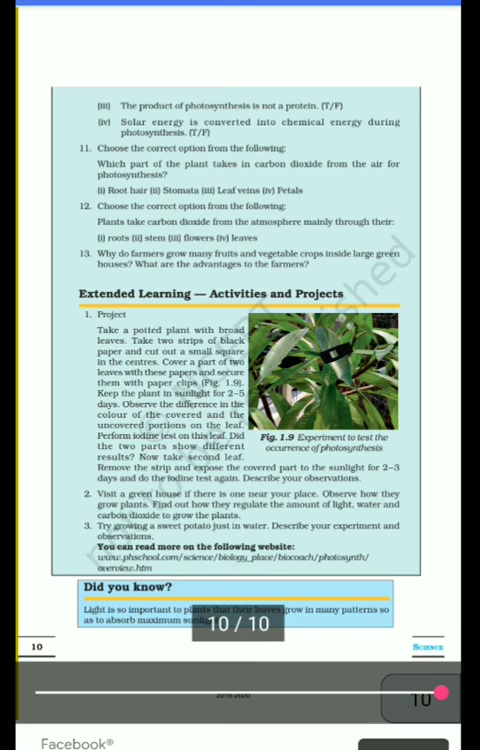 (iii) The product of photosynthesis is not a protein. (T/F)
(iv) Solar energy is converted into chemical energy during
photosynthesis. (T/F)
11. Choose the correct option from the following:
Which part of the plant takes in carbon dioxide from the air for
photosynthesis?
(i) Root hair (ii) Stomata (iii) Leaf veins (iv) Petals
12. Choose the correct option from the following:
Plants take carbon dioxide from the atmosphere mainly through their:
(i) roots (ii) stem (iii) flowers (iv) leaves
13. Why do farmers grow many fruits and vegetable crops inside large green
houses? What are the advantages to the farmers?
Extended Learning — Activities and Projects
1. Project
Take a potted plant with broad
leaves. Take two strips of black
paper and cut out a small square
in the centres. Cover a part of two
leaves with these papers and secure
them with paper clips (Fig. 1.9).
Keep the plant in sunlight for 2–5
days. Observe the difference in the
colour of the covered and the
uncovered portions on the leaf.
Perform iodine test on this leaf. Did
the two parts show different
results? Now take second leaf.
Remove the strip and expose the covered part to the sunlight for 2–3
days and do the iodine test again. Describe your observations.
Fig. 1.9 Experiment to test the
occurrence of photosynthesis
2. Visit a green house if there is one near your place. Observe how they
grow plants. Find out how they regulate the amount of light, water and
carbon dioxide to grow the plants.
3. Try growing a sweet potato just in water. Describe your experiment and
observations.
You can read more on the following website:
www.phschool.com/science/biology_place/biocoach/photosynth/
overview.htm
Did you know?
Light is so important to plants that their leaves grow in many patterns so
as to absorb maximum
10 / 10
10
SCIENCE
2019-2020
10
Facebook®